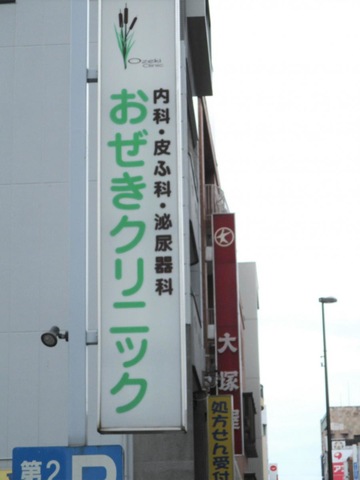 Ozeki
Clinic
内科・皮ふ科・泌尿器科
おぜきクリニック
大塚
処方せん受付
第2
P